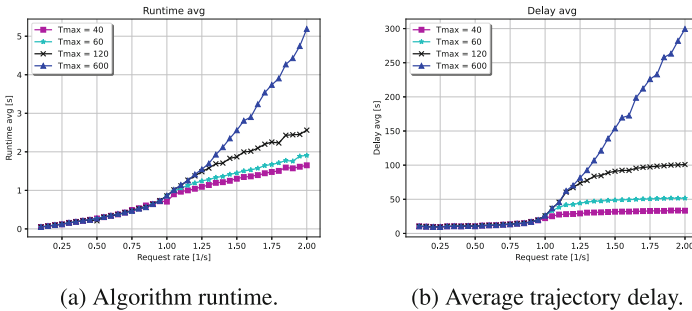 Runtime avg
Tmax = 40
Tmax = 60
Tmax = 120
Tmax = 600
Runtime avg [s]
5
4
3
2
1
0
0.25 0.50 0.75 1.00 1.25 1.50 1.75 2.00
Request rate [1/s]
(a) Algorithm runtime.
Delay avg
Tmax = 40
Tmax = 60
Tmax = 120
Tmax = 600
Delay avg [s]
300
250
200
150
100
50
0
0.25 0.50 0.75 1.00 1.25 1.50 1.75 2.00
Request rate [1/s]
(b) Average trajectory delay.